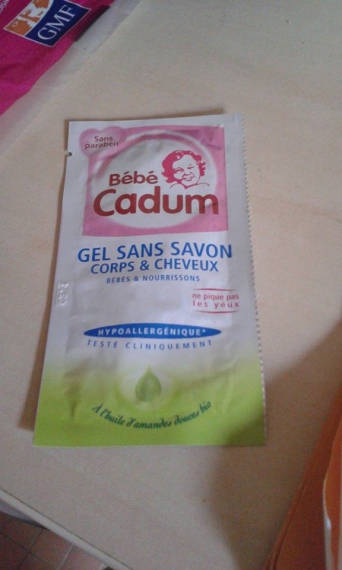 GMF
Sans
paraben
Bébé
Cadum
GEL SANS SAVON
CORPS & CHEVEUX
BÉBÉS & NOURRISSONS
ne pique pas
les yeux
HYPOALLERGÉNIQUE*
TESTÉ CLINIQUEMENT
À l'huile d'amandes douces bio